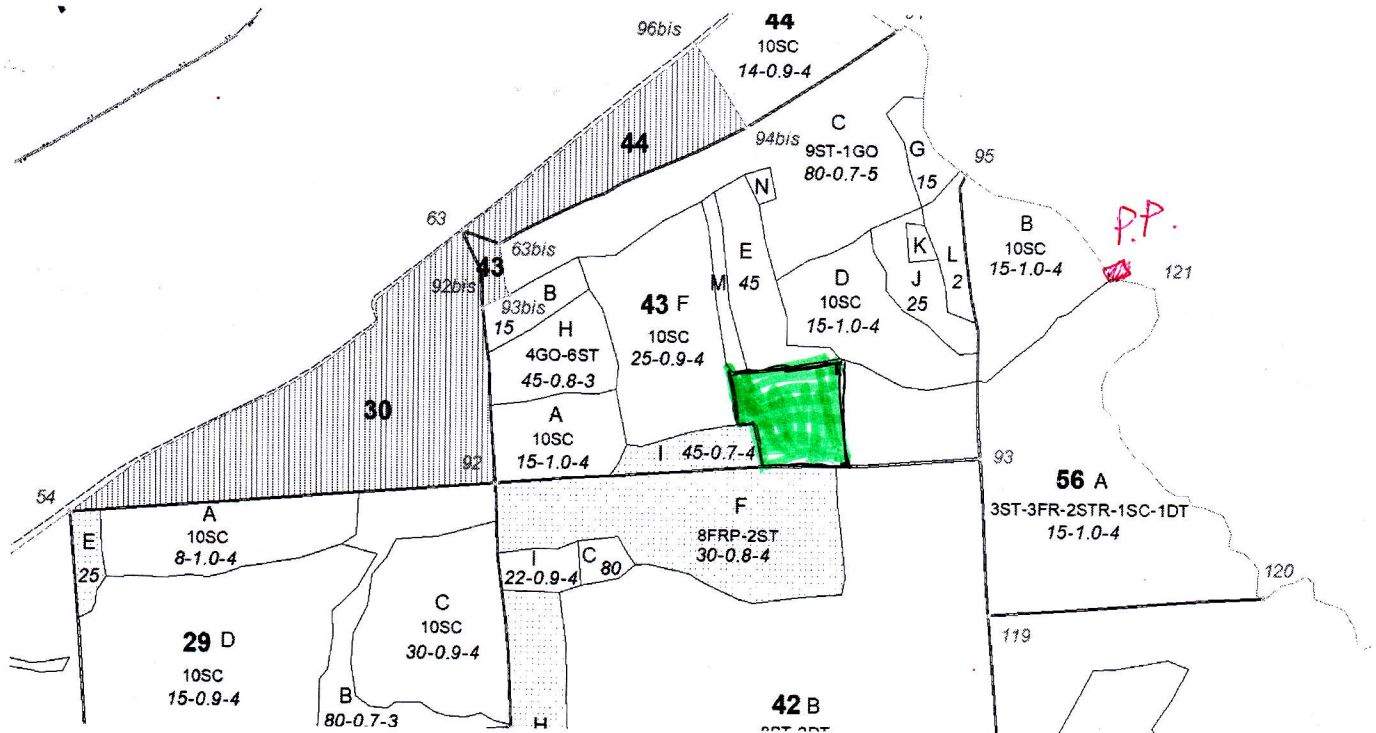 96bis
44
10SC
14-0.9-4
44
94bis
C
9ST-1GO
80-0.7-5
G
15
95
N
63
63bis
43
92bis
93bis
B
15
H
4GO-6ST
45-0.8-3
A
10SC
15-1.0-4
43 F
10SC
25-0.9-4
M
E
45
D
10SC
15-1.0-4
K
J
25
L
2
B
10SC
15-1.0-4
P.P.
121
30
92
I 45-0.7-4
93
54
E
25
A
10SC
8-1.0-4
F
8FRP-2ST
30-0.8-4
I
22-0.9-4
C 80
C
10SC
30-0.9-4
56 A
3ST-3FR-2STR-1SC-1DT
15-1.0-4
120
119
29 D
10SC
15-0.9-4
B
80-0.7-3
H
42 B